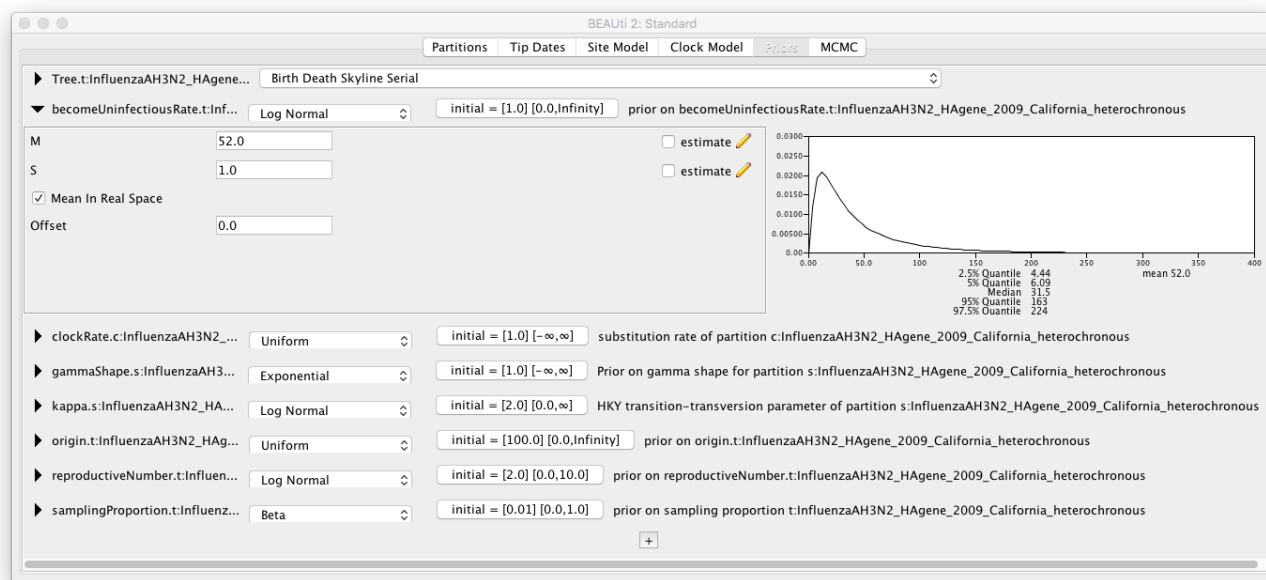 BEAUti 2: Standard
Partitions Tip Dates Site Model Clock Model Priors MCMC
Tree.t:InfluenzaAH3N2_HAgene... Birth Death Skyline Serial
becomeUninfectiousRate.t:Inf... Log Normal initial = [1.0] [0.0,Infinity] prior on becomeUninfectiousRate.t:InfluenzaAH3N2_HAgene_2009_California_heterochronous
M 52.0 estimate
S 1.0 estimate
Mean In Real Space
Offset 0.0
0.0300
0.0250
0.0200
0.0150
0.0100
0.00500
0.00
0.00 50.0 100 150 200 250 300 350 400
2.5% Quantile 4.44 mean 52.0
5% Quantile 6.09
Median 31.5
95% Quantile 163
97.5% Quantile 224
clockRate.c:InfluenzaAH3N2_... Uniform initial = [1.0] [-∞,∞] substitution rate of partition c:InfluenzaAH3N2_HAgene_2009_California_heterochronous
gammaShape.s:InfluenzaAH3... Exponential initial = [1.0] [-∞,∞] Prior on gamma shape for partition s:InfluenzaAH3N2_HAgene_2009_California_heterochronous
kappa.s:InfluenzaAH3N2_HA... Log Normal initial = [2.0] [0.0,∞] HKY transition-transversion parameter of partition s:InfluenzaAH3N2_HAgene_2009_California_heterochronous
origin.t:InfluenzaAH3N2_HAg... Uniform initial = [100.0] [0.0,Infinity] prior on origin.t:InfluenzaAH3N2_HAgene_2009_California_heterochronous
reproductiveNumber.t:Influen... Log Normal initial = [2.0] [0.0,10.0] prior on reproductiveNumber.t:InfluenzaAH3N2_HAgene_2009_California_heterochronous
samplingProportion.t:Influenz... Beta initial = [0.01] [0.0,1.0] prior on sampling proportion t:InfluenzaAH3N2_HAgene_2009_California_heterochronous
+